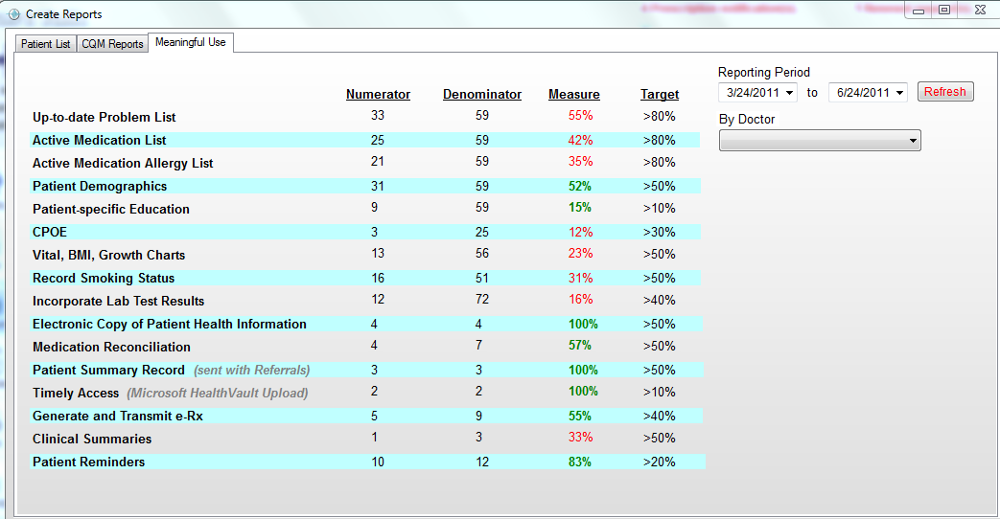 Create Reports
Patient List CQM Reports Meaningful Use
Reporting Period
3/24/2011 to 6/24/2011 Refresh
By Doctor
Numerator Denominator Measure Target
Up-to-date Problem List 33 59 55% >80%
Active Medication List 25 59 42% >80%
Active Medication Allergy List 21 59 35% >80%
Patient Demographics 31 59 52% >50%
Patient-specific Education 9 59 15% >10%
CPOE 3 25 12% >30%
Vital, BMI, Growth Charts 13 56 23% >50%
Record Smoking Status 16 51 31% >50%
Incorporate Lab Test Results 12 72 16% >40%
Electronic Copy of Patient Health Information 4 4 100% >50%
Medication Reconciliation 4 7 57% >50%
Patient Summary Record (sent with Referrals) 3 3 100% >50%
Timely Access (Microsoft HealthVault Upload) 2 2 100% >10%
Generate and Transmit e-Rx 5 9 55% >40%
Clinical Summaries 1 3 33% >50%
Patient Reminders 10 12 83% >20%